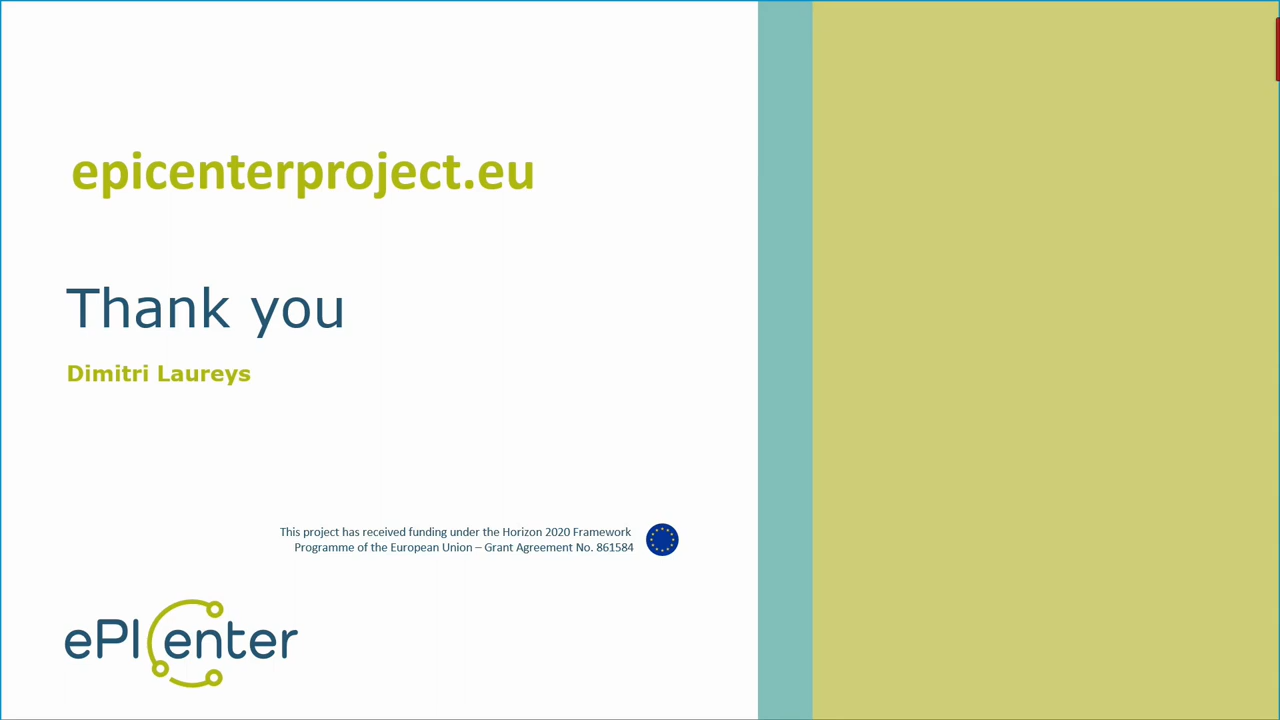 epicenterproject.eu
Thank you
Dimitri Laureys
This project has received funding under the Horizon 2020 Framework
Programme of the European Union – Grant Agreement No. 861584
ePIcenter